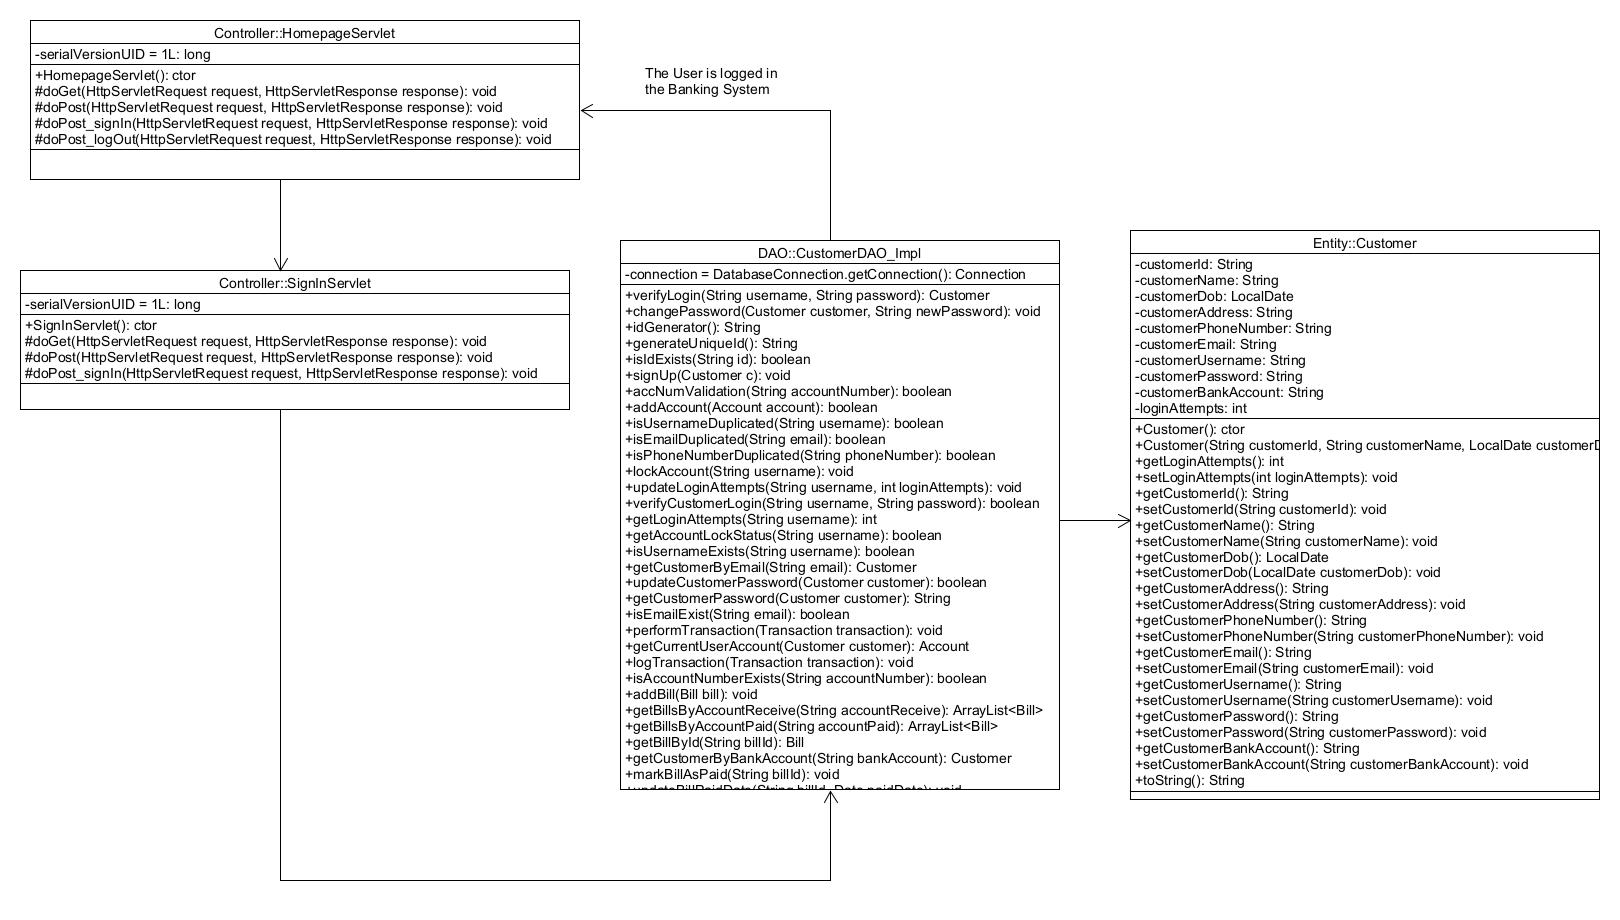 Controller::HomepageServlet
-serialVersionUID = 1L: long
+HomepageServlet(): ctor
#doGet(HttpServletRequest request, HttpServletResponse response): void
#doPost(HttpServletRequest request, HttpServletResponse response): void
#doPost_signIn(HttpServletRequest request, HttpServletResponse response): void
#doPost_logOut(HttpServletRequest request, HttpServletResponse response): void
The User is logged in
the Banking System
Controller::SignInServlet
-serialVersionUID = 1L: long
+SignInServlet(): ctor
#doGet(HttpServletRequest request, HttpServletResponse response): void
#doPost(HttpServletRequest request, HttpServletResponse response): void
#doPost_signIn(HttpServletRequest request, HttpServletResponse response): void
DAO::CustomerDAO_Impl
-connection = DatabaseConnection.getConnection(): Connection
+verifyLogin(String username, String password): Customer
+changePassword(Customer customer, String newPassword): void
+idGenerator(): String
+generateUniqueId(): String
+isIdExists(String id): boolean
+signUp(Customer c): void
+accNumValidation(String accountNumber): boolean
+addAccount(Account account): boolean
+isUsernameDuplicated(String username): boolean
+isEmailDuplicated(String email): boolean
+isPhoneNumberDuplicated(String phoneNumber): boolean
+lockAccount(String username): void
+updateLoginAttempts(String username, int loginAttempts): void
+verifyCustomerLogin(String username, String password): boolean
+getLoginAttempts(String username): int
+getAccountLockStatus(String username): boolean
+isUsernameExists(String username): boolean
+getCustomerByEmail(String email): Customer
+updateCustomerPassword(Customer customer): boolean
+getCustomerPassword(Customer customer): String
+isEmailExist(String email): boolean
+performTransaction(Transaction transaction): void
+getCurrentUserAccount(Customer customer): Account
+logTransaction(Transaction transaction): void
+isAccountNumberExists(String accountNumber): boolean
+addBill(Bill bill): void
+getBillsByAccountReceive(String accountReceive): ArrayList<Bill>
+getBillsByAccountPaid(String accountPaid): ArrayList<Bill>
+getBillById(String billId): Bill
+getCustomerByBankAccount(String bankAccount): Customer
+markBillAsPaid(String billId): void
+updateBillPaidDate(String billId, Date paidDate): void
Entity::Customer
-customerId: String
-customerName: String
-customerDob: LocalDate
-customerAddress: String
-customerPhoneNumber: String
-customerEmail: String
-customerUsername: String
-customerPassword: String
-customerBankAccount: String
-loginAttempts: int
+Customer(): ctor
+Customer(String customerId, String customerName, LocalDate customerD
+getLoginAttempts(): int
+setLoginAttempts(int loginAttempts): void
+getCustomerId(): String
+setCustomerId(String customerId): void
+getCustomerName(): String
+setCustomerName(String customerName): void
+getCustomerDob(): LocalDate
+setCustomerDob(LocalDate customerDob): void
+getCustomerAddress(): String
+setCustomerAddress(String customerAddress): void
+getCustomerPhoneNumber(): String
+setCustomerPhoneNumber(String customerPhoneNumber): void
+getCustomerEmail(): String
+setCustomerEmail(String customerEmail): void
+getCustomerUsername(): String
+setCustomerUsername(String customerUsername): void
+getCustomerPassword(): String
+setCustomerPassword(String customerPassword): void
+getCustomerBankAccount(): String
+setCustomerBankAccount(String customerBankAccount): void
+toString(): String